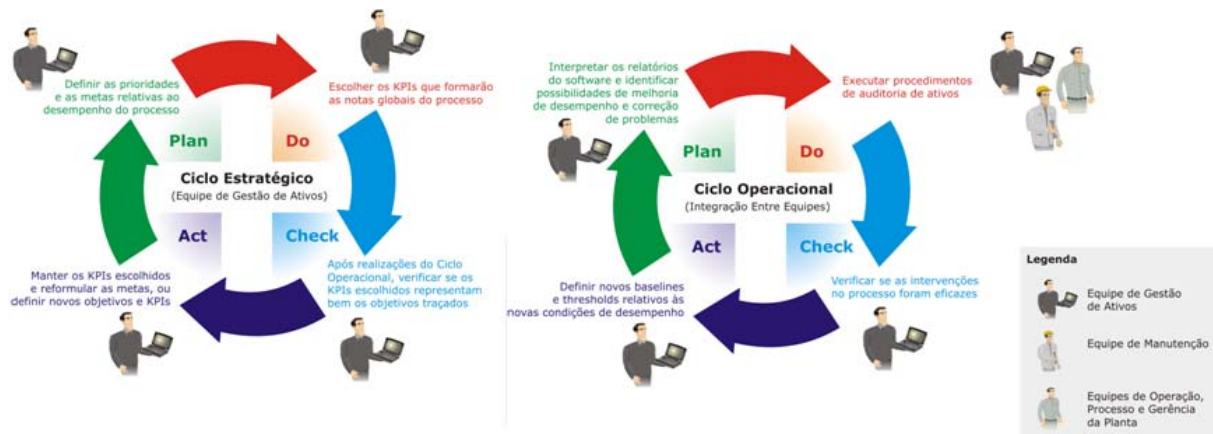 Definir as prioridades
e as metas relativas ao
desempenho do processo
Escolher os KPIs que formarão
as notas globais do processo
Plan
Do
Ciclo Estratégico
(Equipe de Gestão de Ativos)
Act
Check
Manter os KPIs escolhidos
e reformular as metas, ou
definir novos objetivos e KPIs
Após realizações do Ciclo
Operacional, verificar se os
KPIs escolhidos representam
bem os objetivos traçados
Interpretar os relatórios
do software e identificar
possibilidades de melhoria
de desempenho e correção
de problemas
Executar procedimentos
de auditoria de ativos
Plan
Do
Ciclo Operacional
(Integração Entre Equipes)
Act
Check
Definir novos baselines
e thresholds relativos às
novas condições de desempenho
Verificar se as intervenções
no processo foram eficazes
Legenda
Equipe de Gestão
de Ativos
Equipe de Manutenção
Equipes de Operação,
Processo e Gerência
da Planta